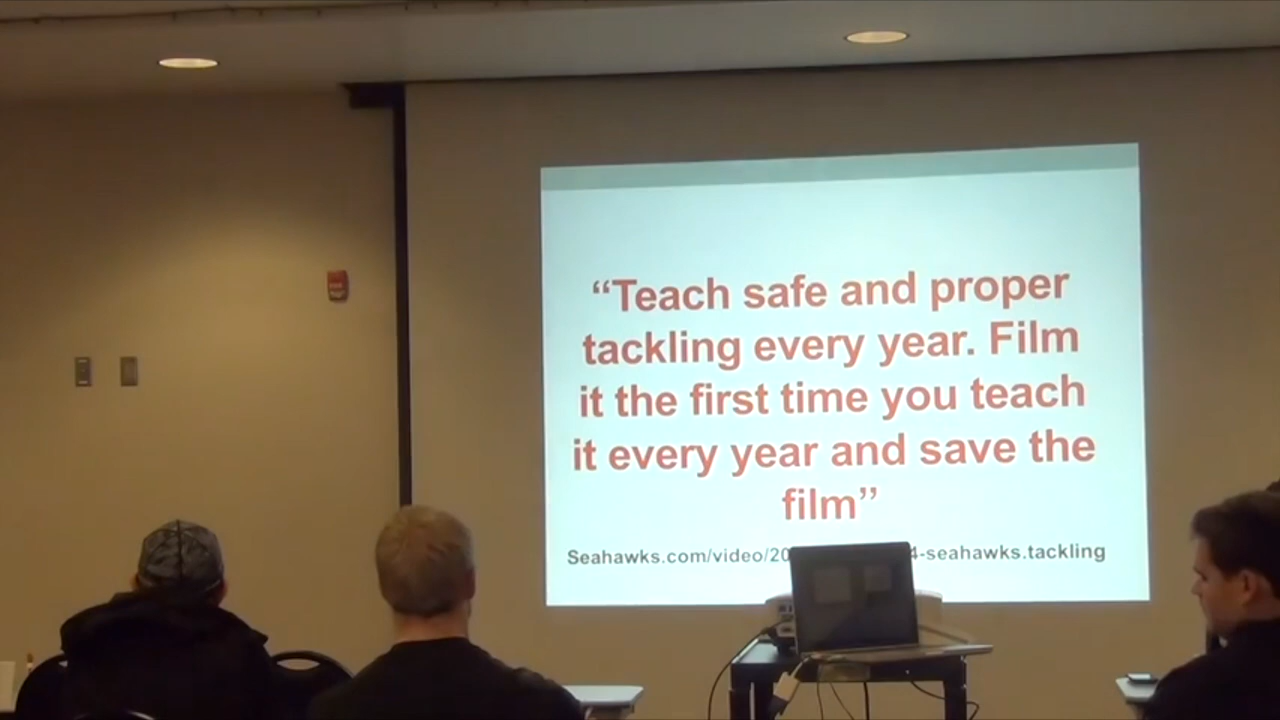 “Teach safe and proper
tackling every year. Film
it the first time you teach
it every year and save the
film”
Seahawks.com/video/20 4-seahawks.tackling